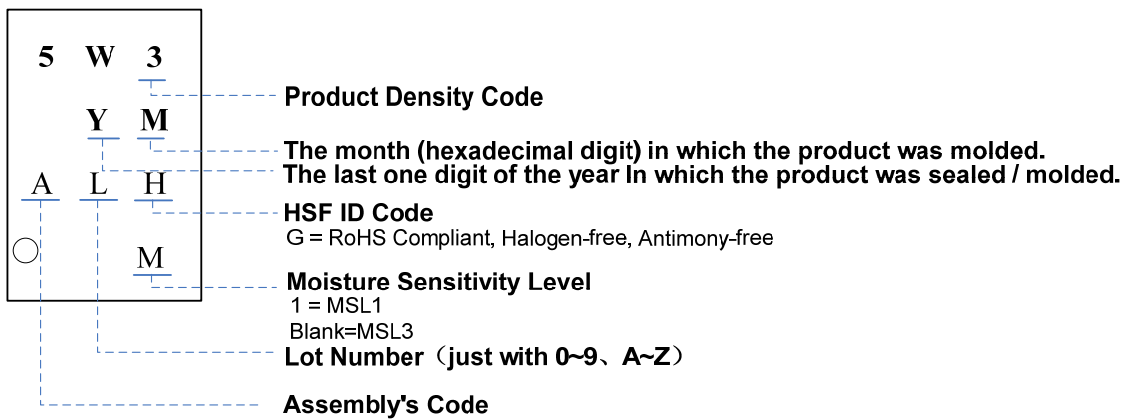 5 W 3
Product Density Code
Y M
The month (hexadecimal digit) in which the product was molded.
The last one digit of the year In which the product was sealed / molded.
A L H
HSF ID Code
G = RoHS Compliant, Halogen-free, Antimony-free
M
Moisture Sensitivity Level
1 = MSL1
Blank=MSL3
Lot Number（just with 0~9、A~Z）
Assembly's Code